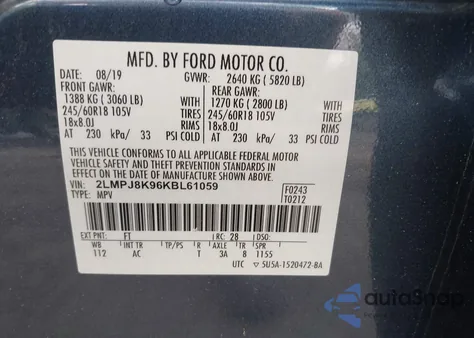 MFD. BY FORD MOTOR CO.
DATE: 08/19 GVWR: 2640 KG (5820 LB)
FRONT GAWR: REAR GAWR:
1388 KG (3060 LB) 1270 KG (2800 LB)
245/60R18 105V TIRES 245/60R18 105V TIRES
18x8.0J RIMS 18x8.0J RIMS
AT 230 kPa/ 33 PSI COLD AT 230 kPa/ 33 PSI COLD
THIS VEHICLE CONFORMS TO ALL APPLICABLE FEDERAL MOTOR
VEHICLE SAFETY AND THEFT PREVENTION STANDARDS IN
EFFECT ON THE DATE OF MANUFACTURE SHOWN ABOVE.
VIN: 2LMPJ8K96KBL61059 F0243
TYPE: MPV T0212
EXT PNT: FT RC: 28 DSO:
WB INT TR TP/PS R AXLE TR SPR
112 AC T 3A 8 1155
UTC 5U5A-1520472-BA
autoSnap